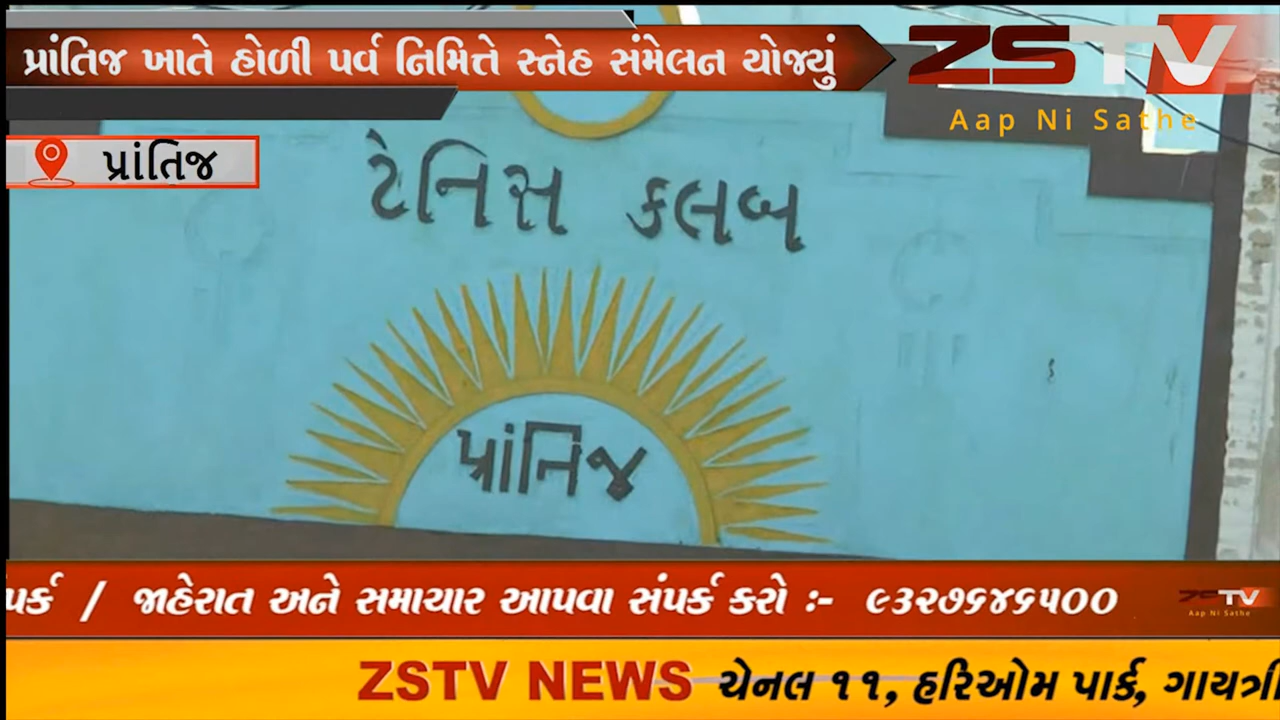 પ્રાંતિજ ખાતે હોળી પર્વ નિમિત્તે સ્નેહ સંમેલન યોજ્યું
ZSTV
Aap Ni Sathe
પ્રાંતિજ
ટેનિસ કલબ
પ્રાંતિજ
/ જાહેરાત અને સમાચાર આપવા સંપર્ક કરો :- ૯૩૨૭૬૪૬૫૦૦
ZSTV
Aap Ni Sathe
ZSTV NEWS ચેનલ ૧૧, હરિઓમ પાર્ક, ગાયત્રી